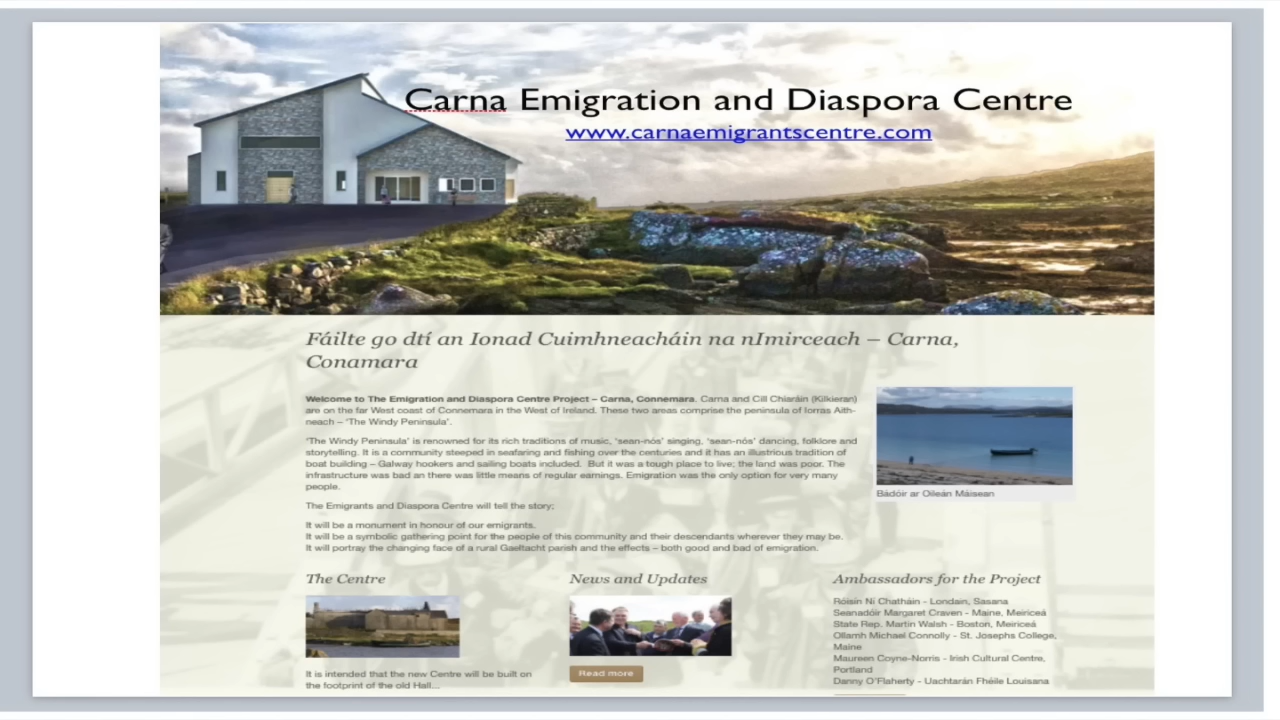 Carna Emigration and Diaspora Centre
www.carnaemigrantscentre.com
Fáilte go dtí an Ionad Cuimhneacháin na nImirceach – Carna,
Conamara
Welcome to The Emigration and Diaspora Centre Project – Carna, Connemara. Carna and Cill Chiaráin (Kilkieran)
are on the far West coast of Connemara in the West of Ireland. These two areas comprise the peninsula of Iorras Aith-
neach – 'The Windy Peninsula'.
'The Windy Peninsula' is renowned for its rich traditions of music, 'sean-nós' singing, 'sean-nós' dancing, folklore and
storytelling. It is a community steeped in seafaring and fishing over the centuries and it has an illustrious tradition of
boat building – Galway hookers and sailing boats included. But it was a tough place to live; the land was poor. The
infrastructure was bad an there was little means of regular earnings. Emigration was the only option for very many
people.
Bádóir ar Oileán Máisean
The Emigrants and Diaspora Centre will tell the story;
It will be a monument in honour of our emigrants.
It will be a symbolic gathering point for the people of this community and their descendants wherever they may be.
It will portray the changing face of a rural Gaeltacht parish and the effects – both good and bad of emigration.
The Centre
It is intended that the new Centre will be built on
the footprint of the old Hall...
News and Updates
Read more
Ambassadors for the Project
Róisín Ní Chatháin - Londain, Sasana
Seanadóir Margaret Craven - Maine, Meiriceá
State Rep. Martin Walsh - Boston, Meiriceá
Ollamh Michael Connolly - St. Josephs College,
Maine
Maureen Coyne-Norris - Irish Cultural Centre,
Portland
Danny O'Flaherty - Uachtarán Fhéile Louisana